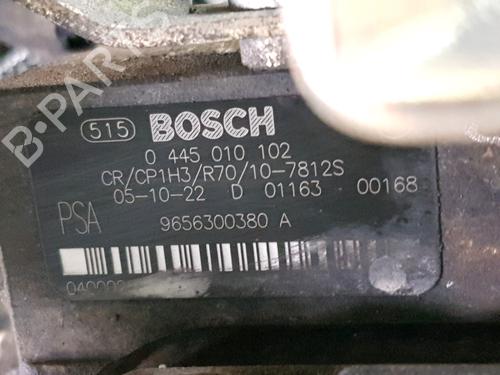 515 BOSCH
0 445 010 102
CR/CP1H3/R70/10-7812S
05-10-22 D 01163 00168
PSA 9656300380 A
B-PARTS